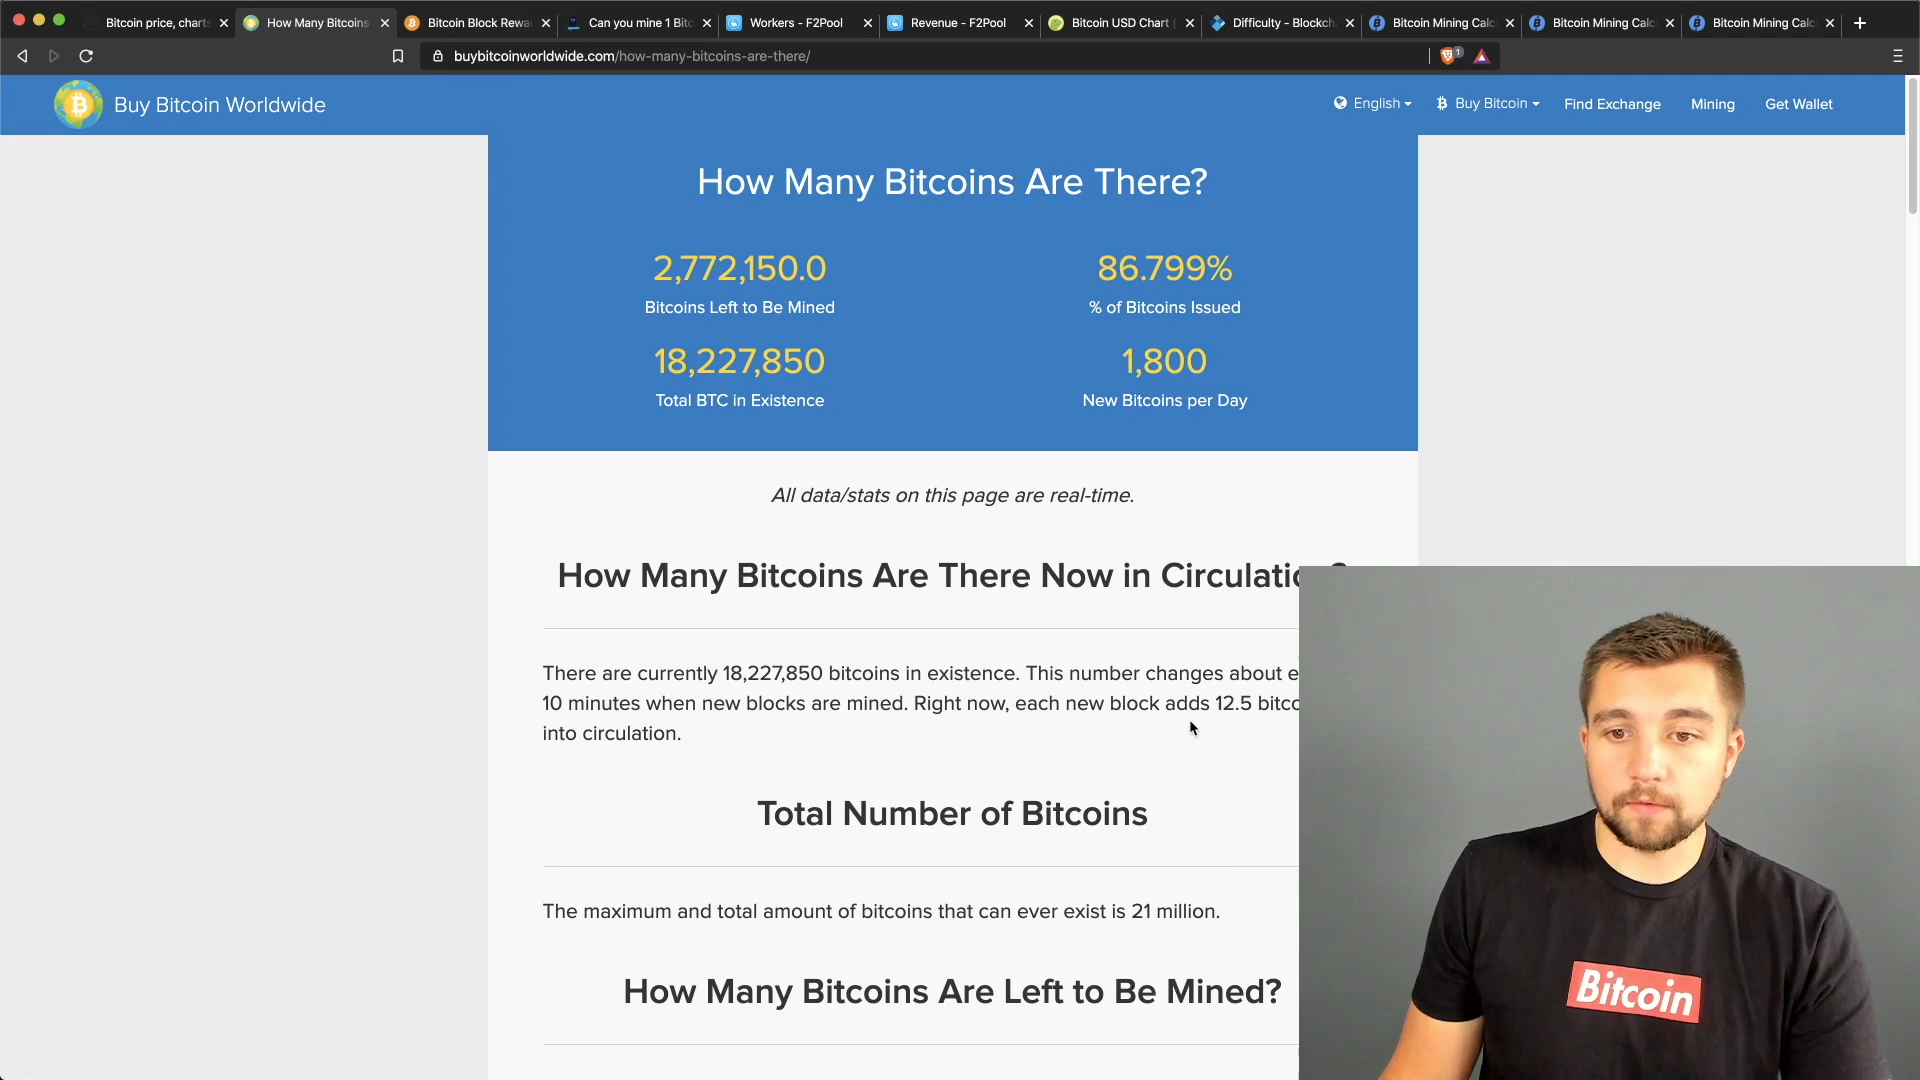 Bitcoin price, chart
How Many Bitcoins
Bitcoin Block Rewa
Can you mine 1 Bitc
Workers - F2Pool
Revenue - F2Pool
Bitcoin USD Chart (
Difficulty - Blockch
Bitcoin Mining Calc
Bitcoin Mining Calc
Bitcoin Mining Calc
buybitcoinworldwide.com/how-many-bitcoins-are-there/
1
Buy Bitcoin Worldwide
English
Buy Bitcoin
Find Exchange
Mining
Get Wallet
How Many Bitcoins Are There?
2,772,150.0
Bitcoins Left to Be Mined
86.799%
% of Bitcoins Issued
18,227,850
Total BTC in Existence
1,800
New Bitcoins per Day
All data/stats on this page are real-time.
How Many Bitcoins Are There Now in Circulatio?
There are currently 18,227,850 bitcoins in existence. This number changes about e
10 minutes when new blocks are mined. Right now, each new block adds 12.5 bitco
into circulation.
Total Number of Bitcoins
The maximum and total amount of bitcoins that can ever exist is 21 million.
How Many Bitcoins Are Left to Be Mined?
Bitcoin